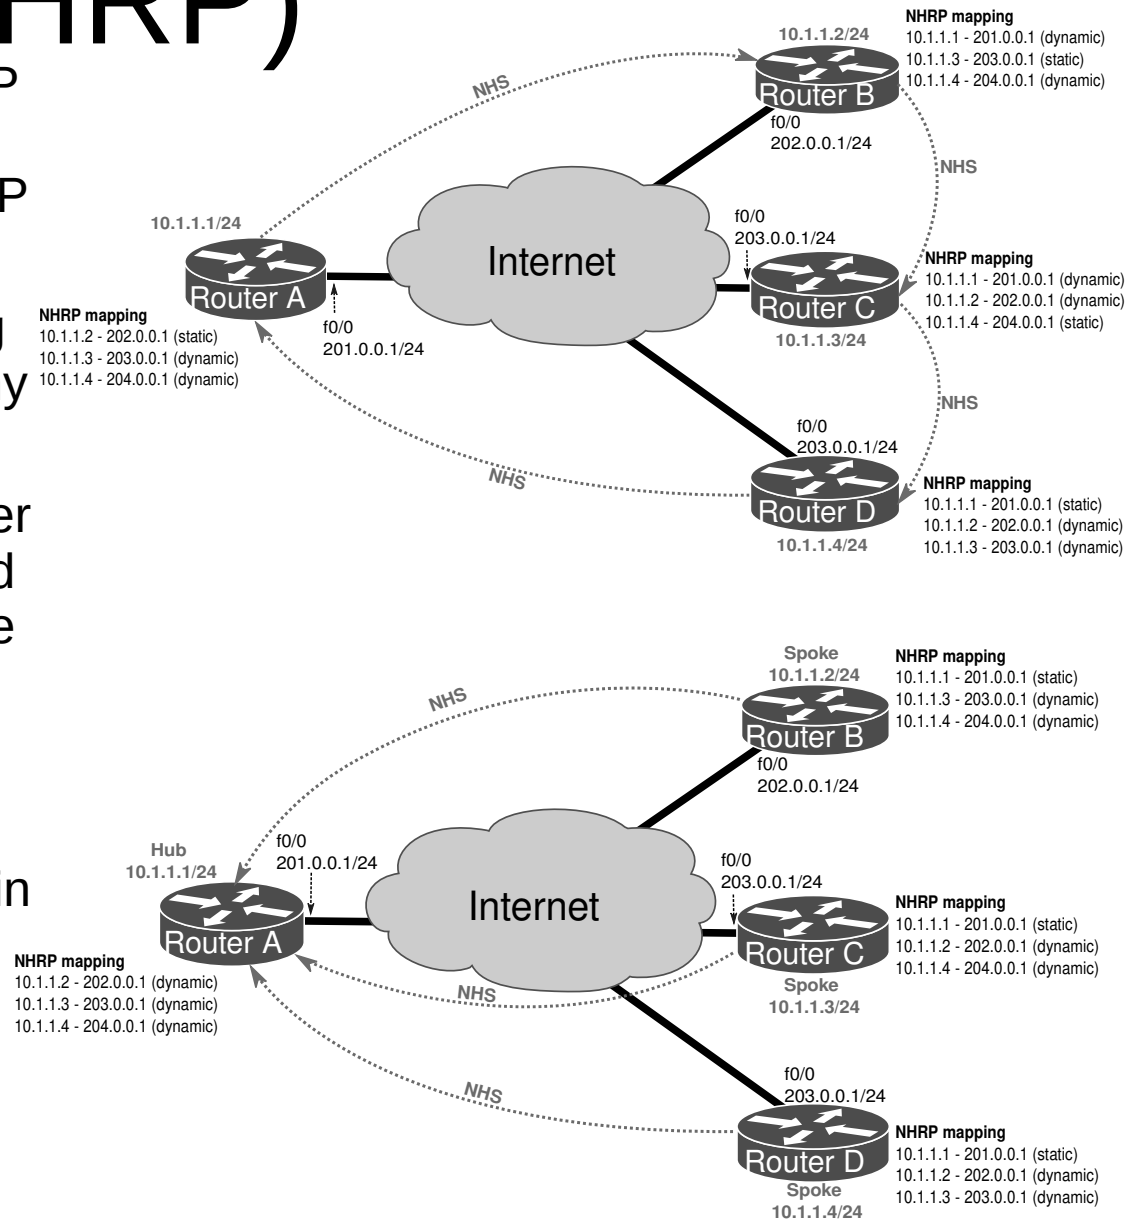 HRP)
P
P
g
y
er
d
e
in
10.1.1.2/24
NHRP mapping
10.1.1.1 - 201.0.0.1 (dynamic)
10.1.1.3 - 203.0.0.1 (static)
10.1.1.4 - 204.0.0.1 (dynamic)
NHS
Router B
f0/0
202.0.0.1/24
NHS
10.1.1.1/24
f0/0
203.0.0.1/24
Internet
Router A
NHRP mapping
10.1.1.2 - 202.0.0.1 (static)
10.1.1.3 - 203.0.0.1 (dynamic)
10.1.1.4 - 204.0.0.1 (dynamic)
f0/0
201.0.0.1/24
Router C
10.1.1.3/24
NHRP mapping
10.1.1.1 - 201.0.0.1 (dynamic)
10.1.1.2 - 202.0.0.1 (dynamic)
10.1.1.4 - 204.0.0.1 (static)
NHS
f0/0
203.0.0.1/24
NHS
Router D
10.1.1.4/24
NHRP mapping
10.1.1.1 - 201.0.0.1 (static)
10.1.1.2 - 202.0.0.1 (dynamic)
10.1.1.3 - 203.0.0.1 (dynamic)
Spoke
10.1.1.2/24
NHRP mapping
10.1.1.1 - 201.0.0.1 (static)
10.1.1.3 - 203.0.0.1 (dynamic)
10.1.1.4 - 204.0.0.1 (dynamic)
NHS
Router B
f0/0
202.0.0.1/24
Hub
10.1.1.1/24
f0/0
201.0.0.1/24
f0/0
203.0.0.1/24
Internet
Router A
NHRP mapping
10.1.1.2 - 202.0.0.1 (dynamic)
10.1.1.3 - 203.0.0.1 (dynamic)
10.1.1.4 - 204.0.0.1 (dynamic)
Router C
Spoke
10.1.1.3/24
NHRP mapping
10.1.1.1 - 201.0.0.1 (static)
10.1.1.2 - 202.0.0.1 (dynamic)
10.1.1.4 - 204.0.0.1 (dynamic)
NHS
NHS
f0/0
203.0.0.1/24
Router D
Spoke
10.1.1.4/24
NHRP mapping
10.1.1.1 - 201.0.0.1 (static)
10.1.1.2 - 202.0.0.1 (dynamic)
10.1.1.3 - 203.0.0.1 (dynamic)